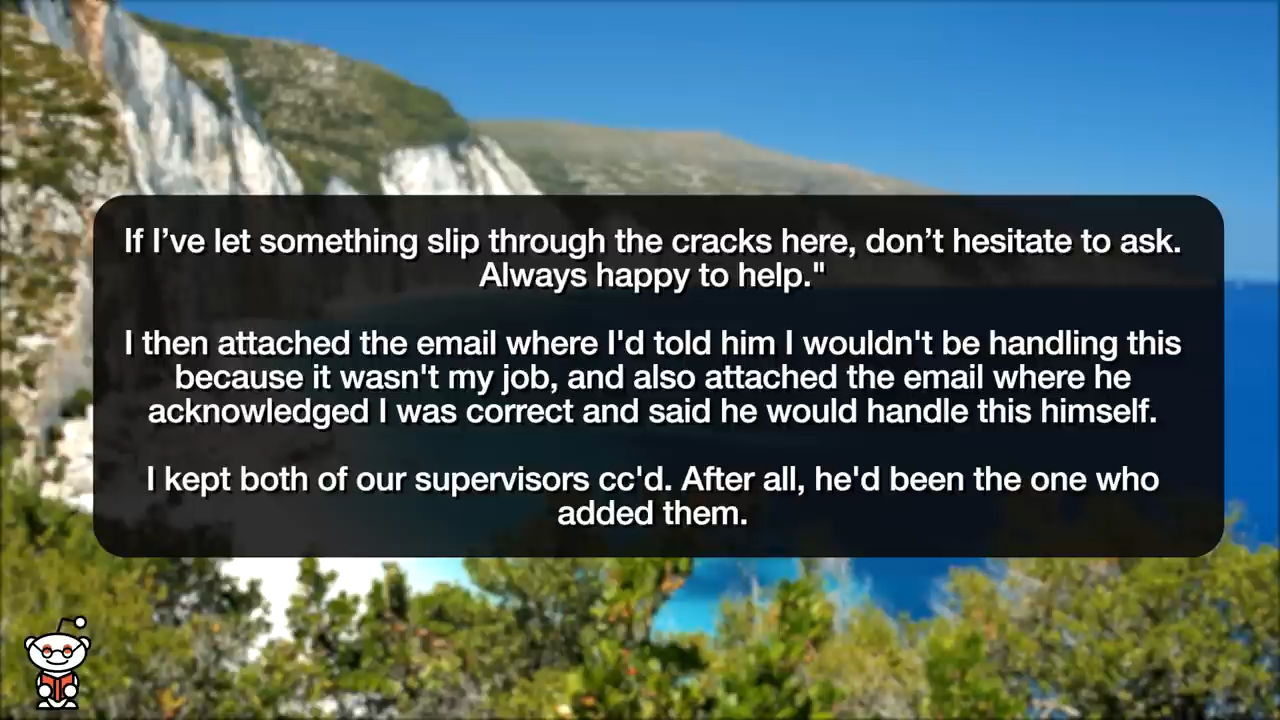 If I’ve let something slip through the cracks here, don’t hesitate to ask.
Always happy to help."
I then attached the email where I'd told him I wouldn't be handling this
because it wasn't my job, and also attached the email where he
acknowledged I was correct and said he would handle this himself.
I kept both of our supervisors cc'd. After all, he'd been the one who
added them.